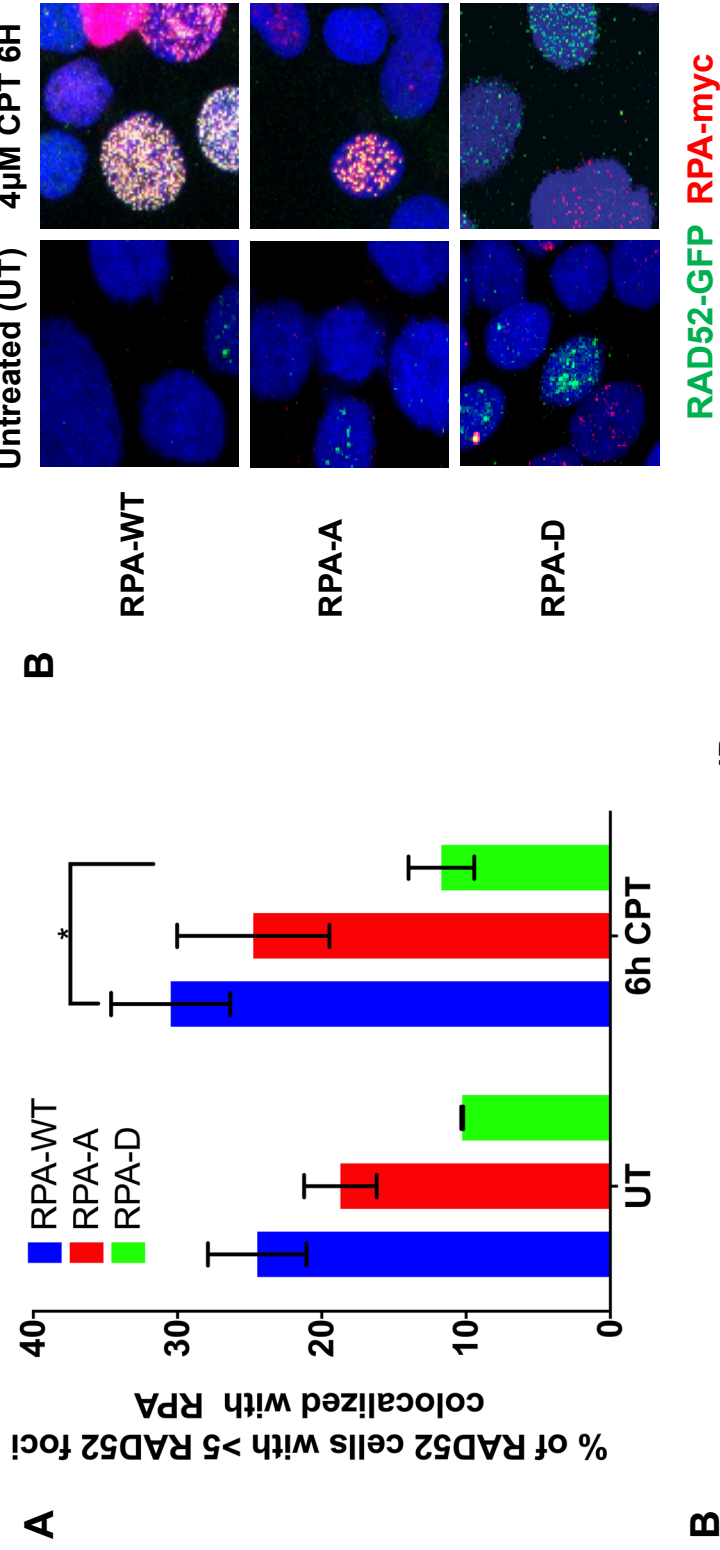 A
% of RAD52 cells with >5 RAD52 foci
colocalized with RPA
40
30
20
10
0
RPA-WT
RPA-A
RPA-D
*
UT
6h CPT
B
Untreated (UT)
4µM CPT 6H
RPA-WT
RPA-A
RPA-D
RAD52-GFP RPA-myc
B